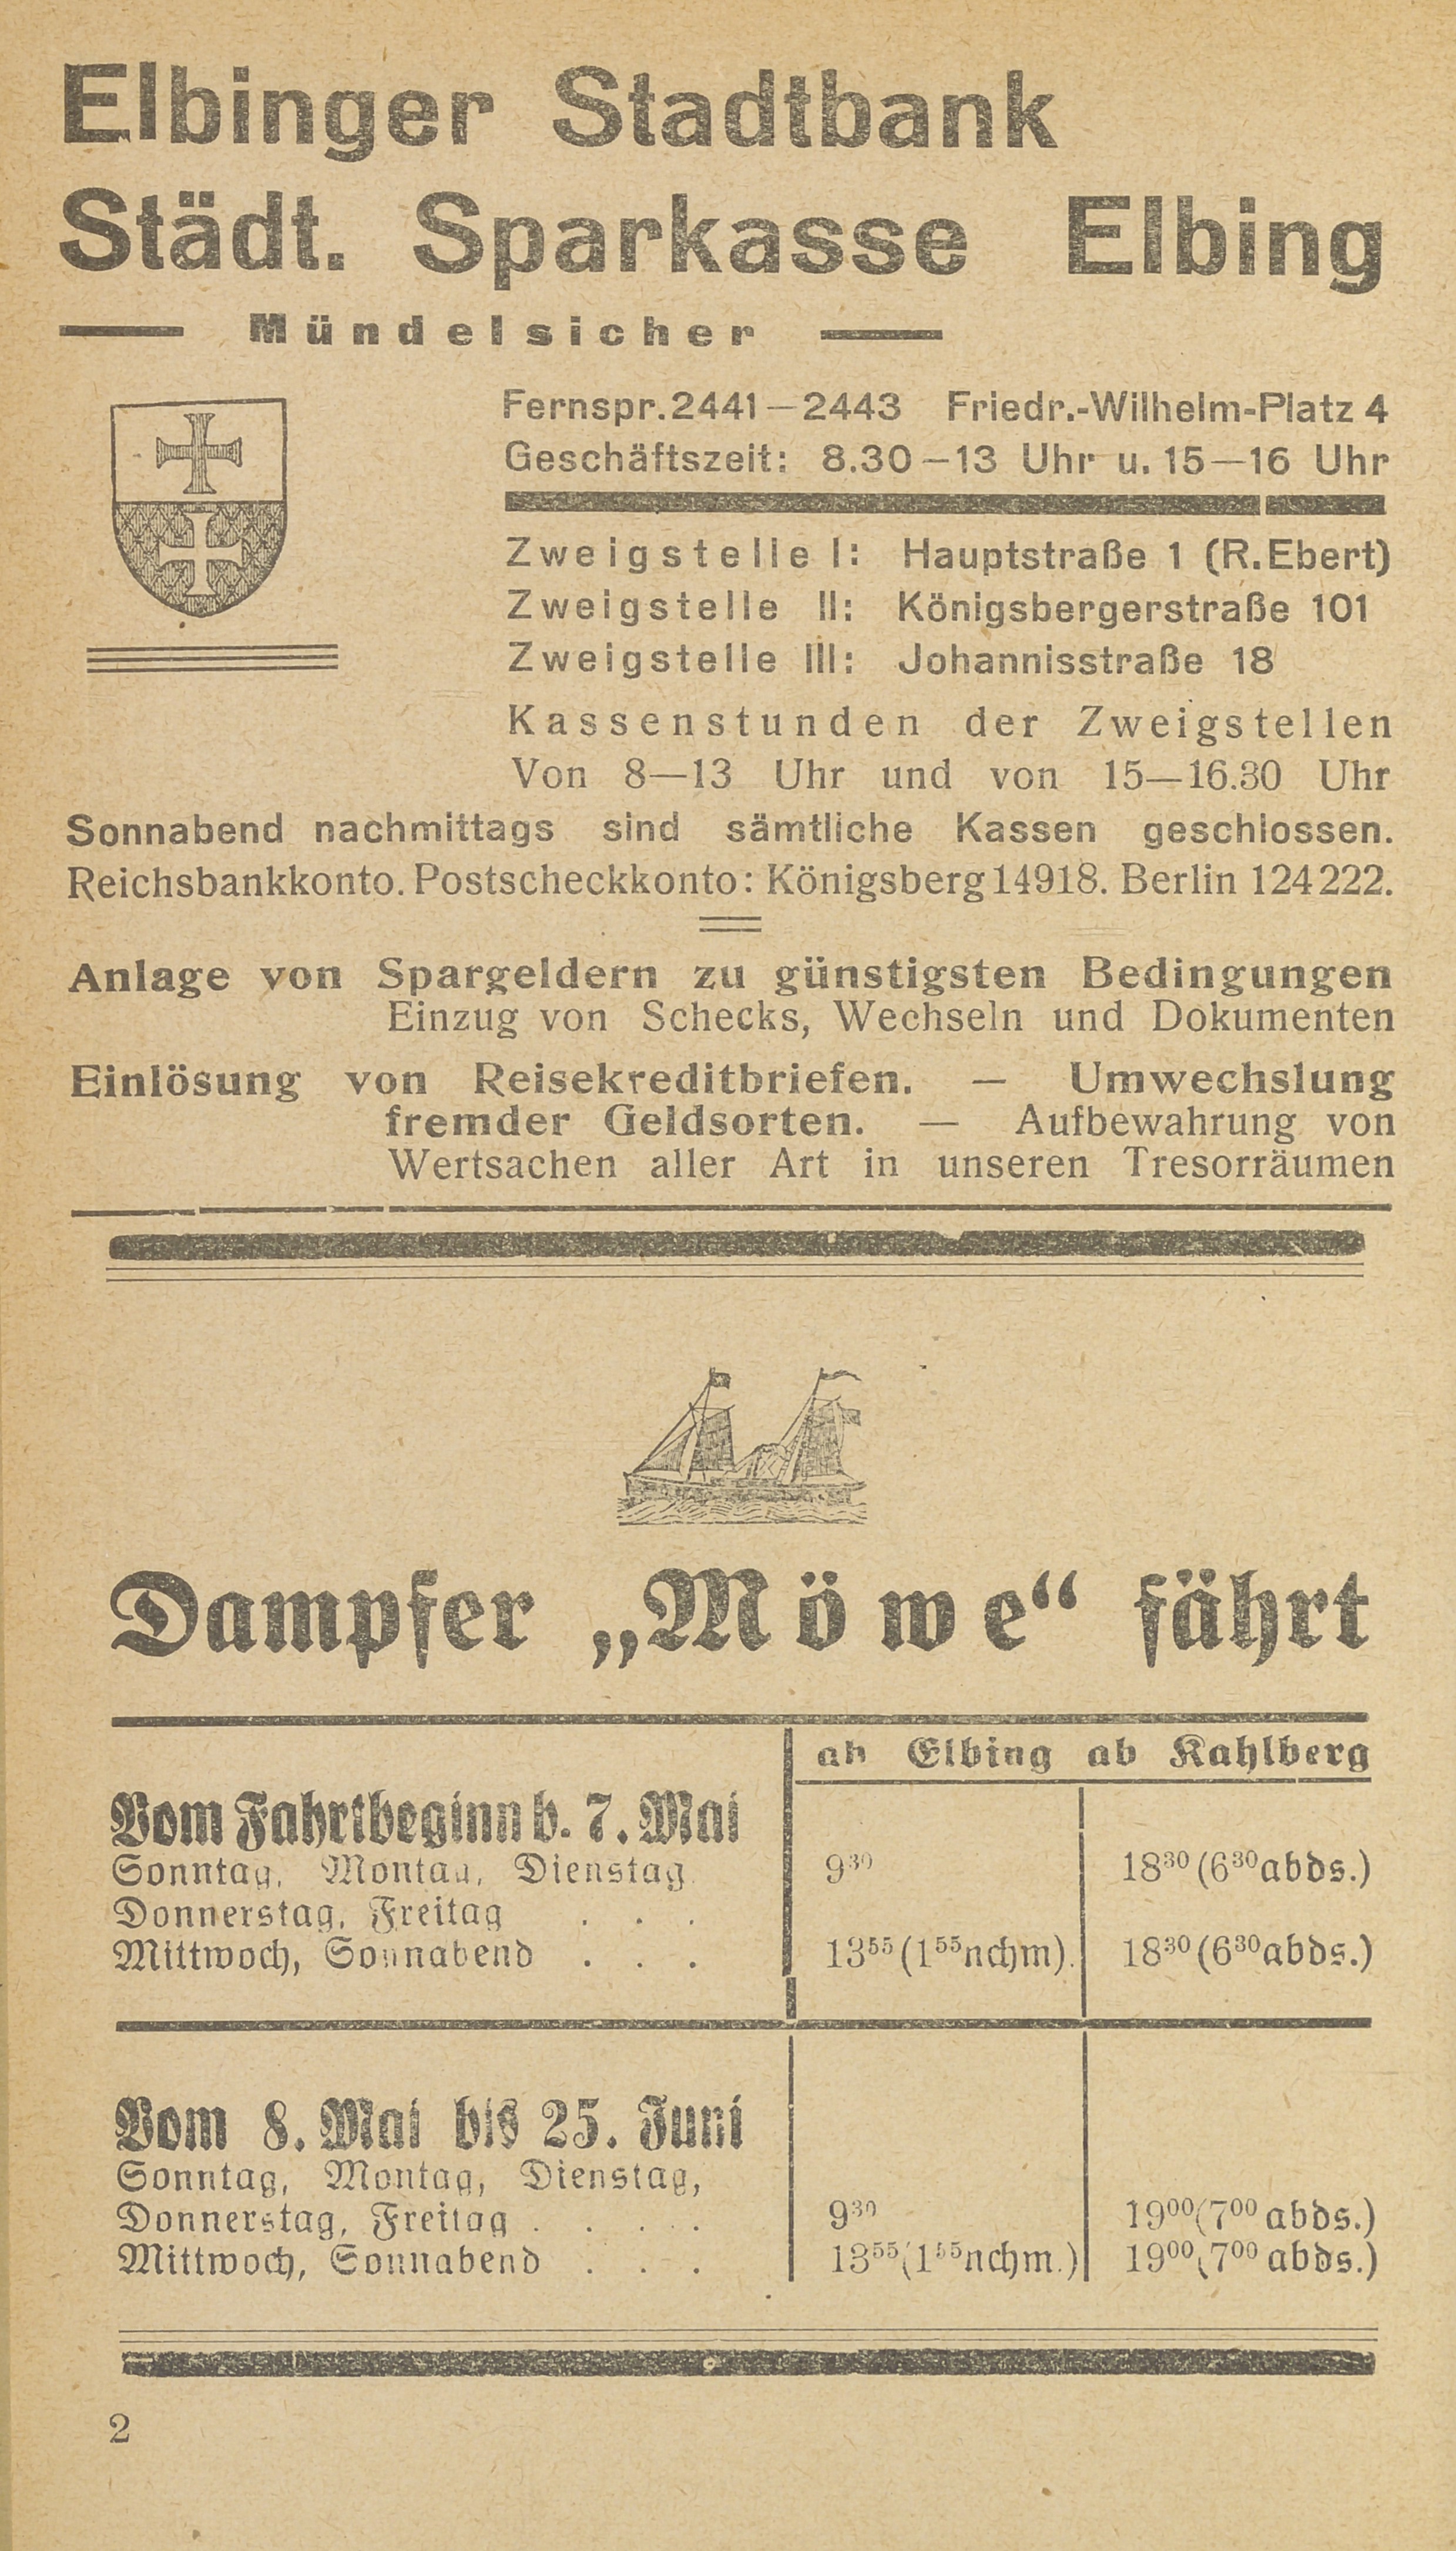 Elbinger Stadtbank
Städt. Sparkasse Elbing
Mündelsicher
Fernspr. 2441—2443 Friedr.-Wilhelm-Platz 4
Geschäftszeit: 8.30—13 Uhr u. 15—16 Uhr
Zweigstelle I: Hauptstraße 1 (R. Ebert)
Zweigstelle II: Königsbergerstraße 101
Zweigstelle III: Johannisstraße 18
Kassenstunden der Zweigstellen
Von 8—13 Uhr und von 15—16.30 Uhr
Sonnabend nachmittags sind sämtliche Kassen geschlossen.
Reichsbankkonto. Postscheckkonto: Königsberg 14918. Berlin 124222.
Anlage von Spargeldern zu günstigsten Bedingungen
Einzug von Schecks, Wechseln und Dokumenten
Einlösung von Reisekreditbriefen. — Umwechslung
fremder Geldsorten. — Aufbewahrung von
Wertsachen aller Art in unseren Tresorräumen
Dampfer „Möwe“ fährt
ab Elbing ab Kahlberg
Vom Fahrtbeginn b. 7. Mai
Sonntag, Montag, Dienstag 9³⁰ 18³⁰ (6³⁰ abds.)
Donnerstag, Freitag . . .
Mittwoch, Sonnabend . . . 13⁵⁵ (1⁵⁵ nchm). 18³⁰ (6³⁰ abds.)
Vom 8. Mai bis 25. Juni
Sonntag, Montag, Dienstag,
Donnerstag, Freitag . . . . 9³⁰ 19⁰⁰ (7⁰⁰ abds.)
Mittwoch, Sonnabend . . . 13⁵⁵ (1⁵⁵ nchm.) 19⁰⁰ (7⁰⁰ abds.)
2